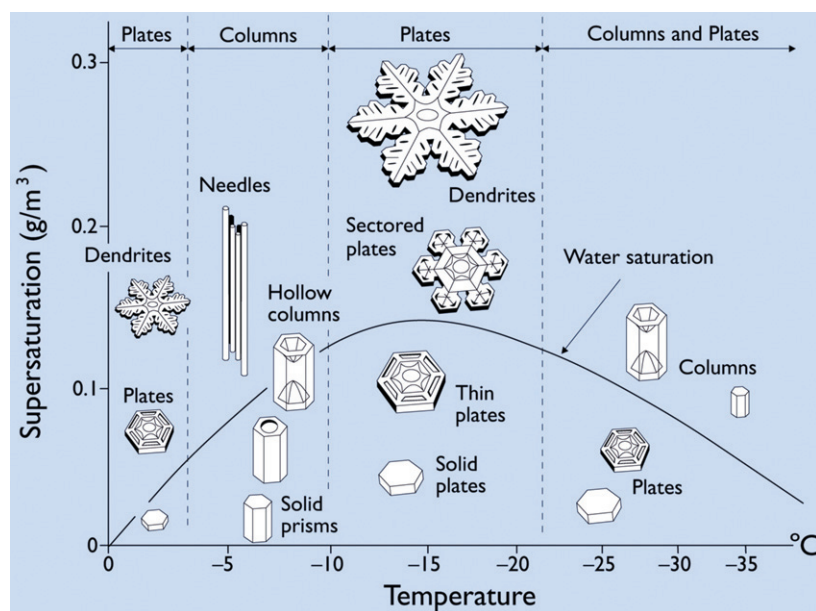 Plates
Columns
Plates
Columns and Plates
0.3
0.2
0.1
0
Supersaturation (g/m³)
Dendrites
Needles
Dendrites
Sectored
plates
Water saturation
Hollow
columns
Plates
Thin
plates
Columns
Solid
prisms
Solid
plates
Plates
0
–5
–10
–15
–20
–25
–30
–35
°C
Temperature